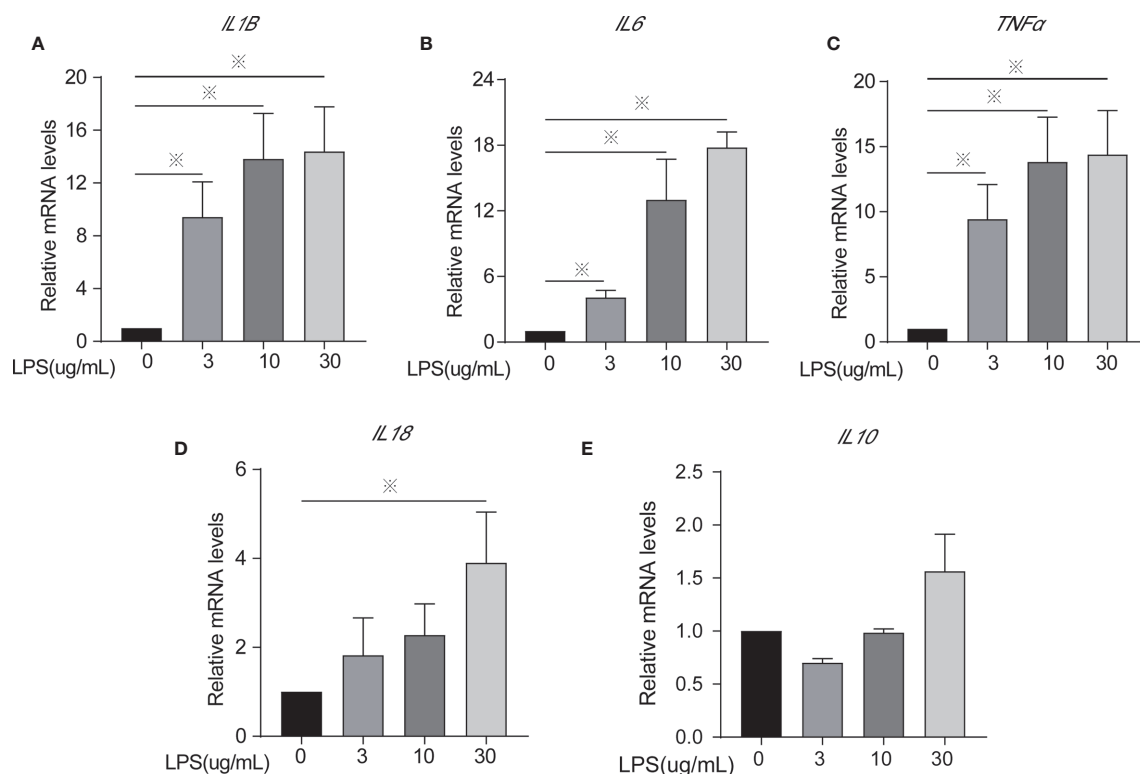 A
IL1B
Relative mRNA levels
20
16
12
8
4
0
※
※
※
LPS(ug/mL)
0 3 10 30
B
IL6
Relative mRNA levels
24
18
12
6
0
※
※
※
LPS(ug/mL)
0 3 10 30
C
TNFα
Relative mRNA levels
20
15
10
5
0
※
※
※
LPS(ug/mL)
0 3 10 30
D
IL18
Relative mRNA levels
6
4
2
0
※
LPS(ug/mL)
0 3 10 30
E
IL10
Relative mRNA levels
2.5
2.0
1.5
1.0
0.5
0.0
LPS(ug/mL)
0 3 10 30